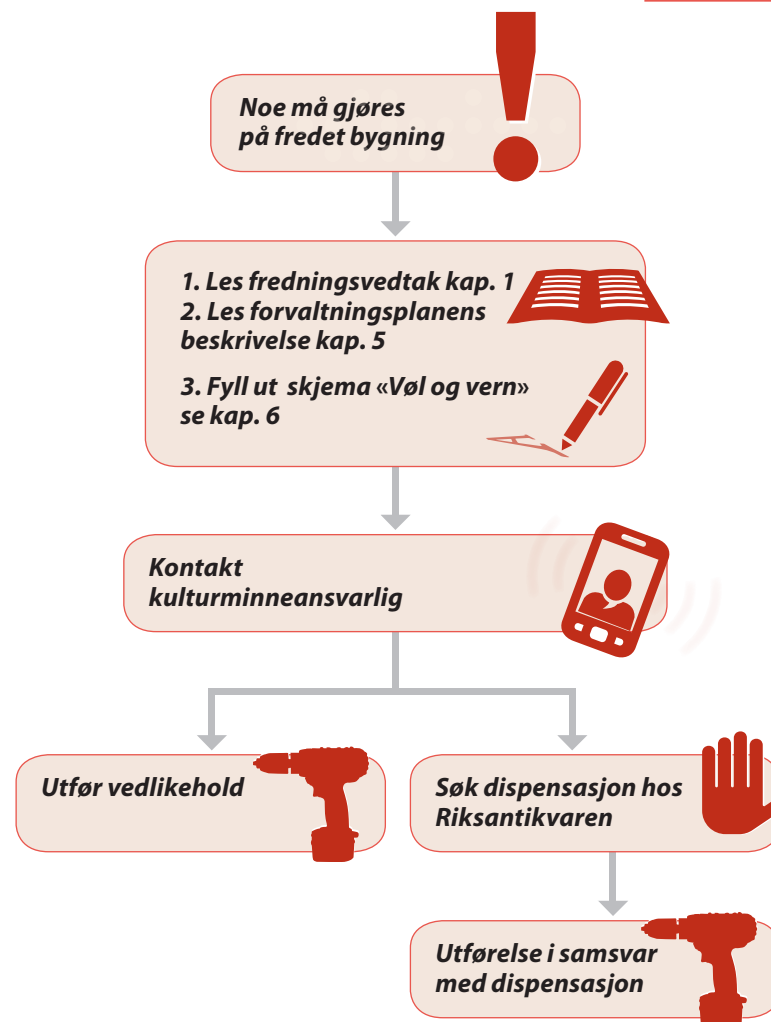 Noe må gjøres
på fredet bygning
1. Les fredningsvedtak kap. 1
2. Les forvaltningsplanens
beskrivelse kap. 5
3. Fyll ut skjema «Vøl og vern»
se kap. 6
Kontakt
kulturminneansvarlig
Utfør vedlikehold
Søk dispensasjon hos
Riksantikvaren
Utførelse i samsvar
med dispensasjon